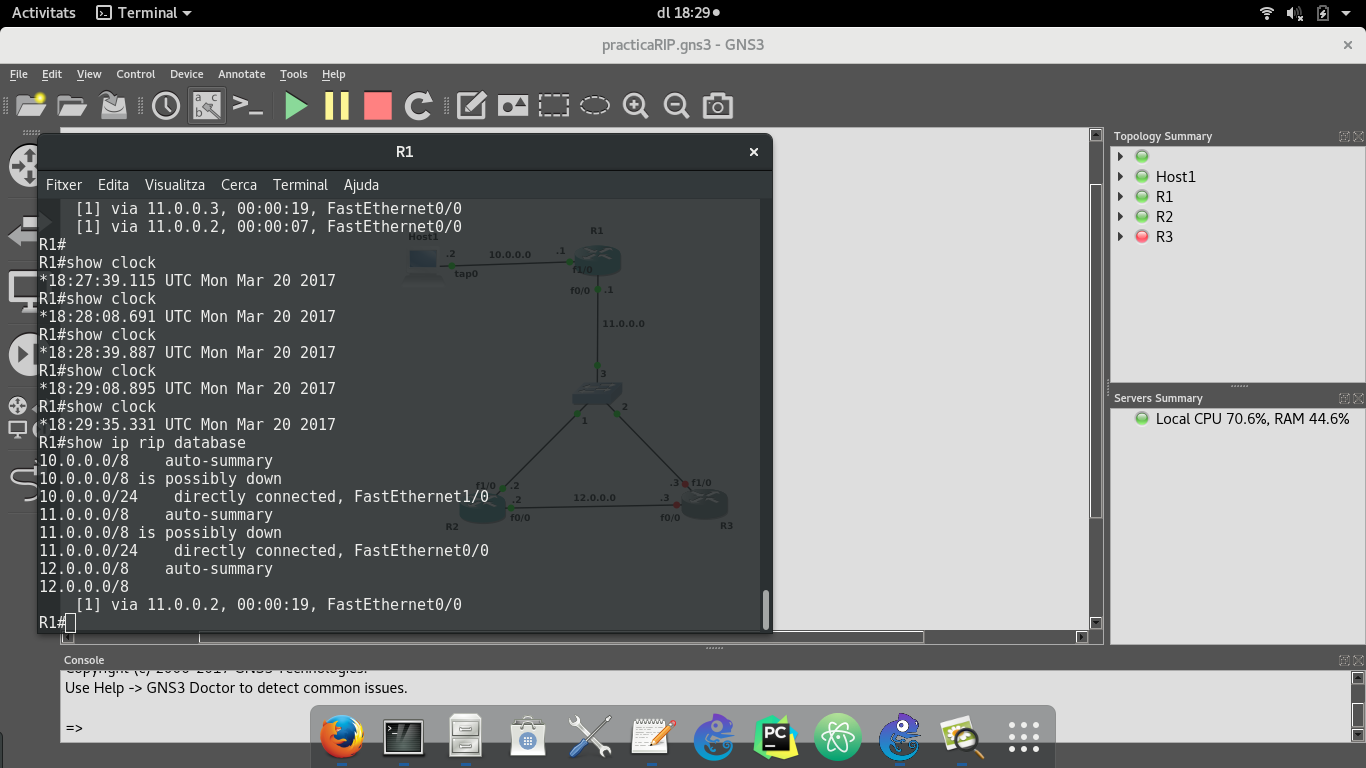 Activitats Terminal dl 18:29
practicaRIP.gns3 - GNS3
File Edit View Control Device Annotate Tools Help
Topology Summary
Host1
R1
R2
R3
Servers Summary
Local CPU 70.6%, RAM 44.6%
R1
Fitxer Edita Visualitza Cerca Terminal Ajuda
[1] via 11.0.0.3, 00:00:19, FastEthernet0/0
[1] via 11.0.0.2, 00:00:07, FastEthernet0/0
R1#
R1#show clock
*18:27:39.115 UTC Mon Mar 20 2017
R1#show clock
*18:28:08.691 UTC Mon Mar 20 2017
R1#show clock
*18:28:39.887 UTC Mon Mar 20 2017
R1#show clock
*18:29:08.895 UTC Mon Mar 20 2017
R1#show clock
*18:29:35.331 UTC Mon Mar 20 2017
R1#show ip rip database
10.0.0.0/8 auto-summary
10.0.0.0/8 is possibly down
10.0.0.0/24 directly connected, FastEthernet1/0
11.0.0.0/8 auto-summary
11.0.0.0/8 is possibly down
11.0.0.0/24 directly connected, FastEthernet0/0
12.0.0.0/8 auto-summary
12.0.0.0/8
[1] via 11.0.0.2, 00:00:19, FastEthernet0/0
R1#
Host1
R1
.2
10.0.0.0
.1
tap0
f1/0
f0/0
.1
11.0.0.0
3
2
1
f1/0
.2
.3
f1/0
.2
12.0.0.0
.3
R2
f0/0
f0/0
R3
Console
Copyright (c) 2006-2017 GNS3 Technologies.
Use Help -> GNS3 Doctor to detect common issues.
=>
PC